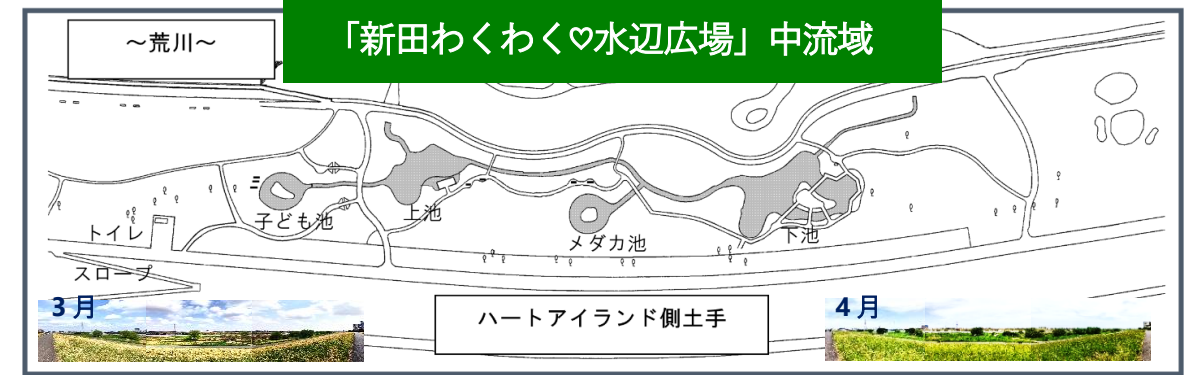 「新田わくわく♡水辺広場」中流域
～荒川～
子ども池
上池
メダカ池
下池
トイレ
スロープ
3月
ハートアイランド側土手
4月